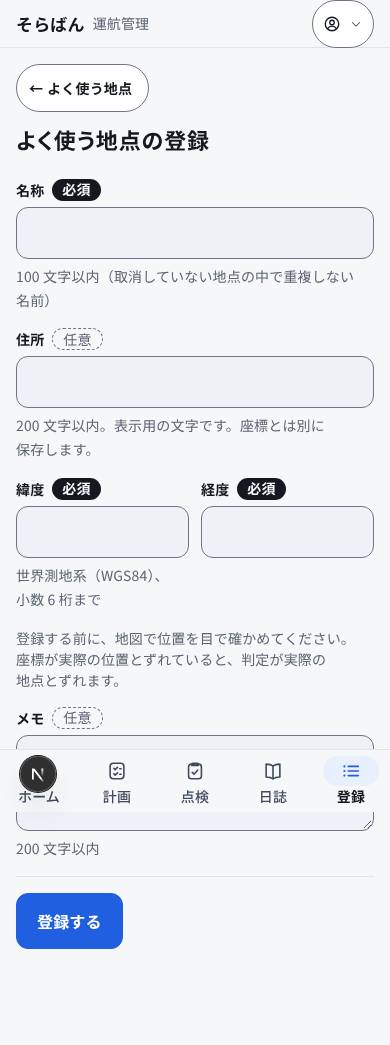 そらばん 運航管理
← よく使う地点
よく使う地点の登録
名称 必須
100 文字以内（取消していない地点の中で重複しない
名前）
住所 任意
200 文字以内。表示用の文字です。座標とは別に
保存します。
緯度 必須 経度 必須
世界測地系（WGS84）、
小数 6 桁まで
登録する前に、地図で位置を目で確かめてください。
座標が実際の位置とずれていると、判定が実際の
地点とずれます。
メモ 任意
N
ホーム 計画 点検 日誌 登録
200 文字以内
登録する